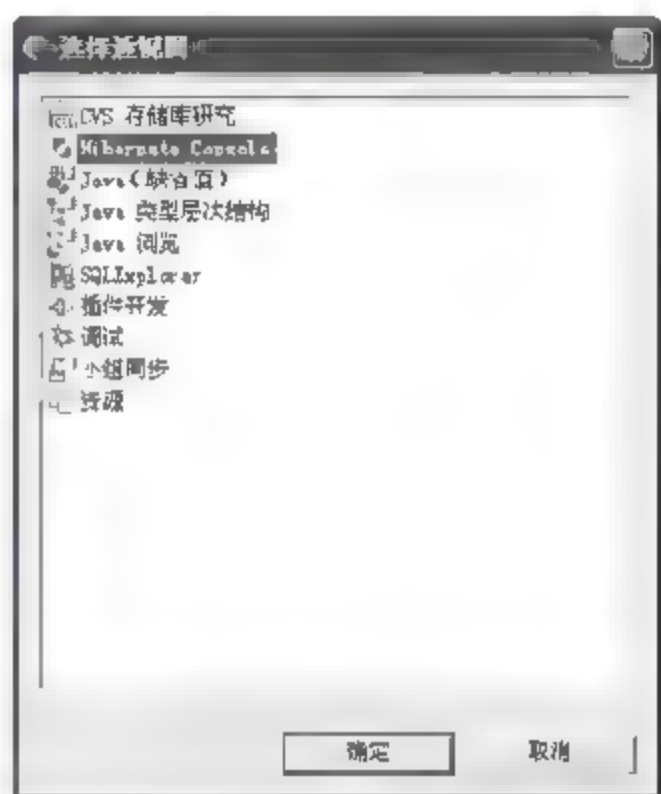 选择透视图
CVS 存储库研究
Hibernate Console
Java（缺省值）
Java 类型层次结构
Java 浏览
SQLExplorer
插件开发
调试
小组同步
资源
确定
取消